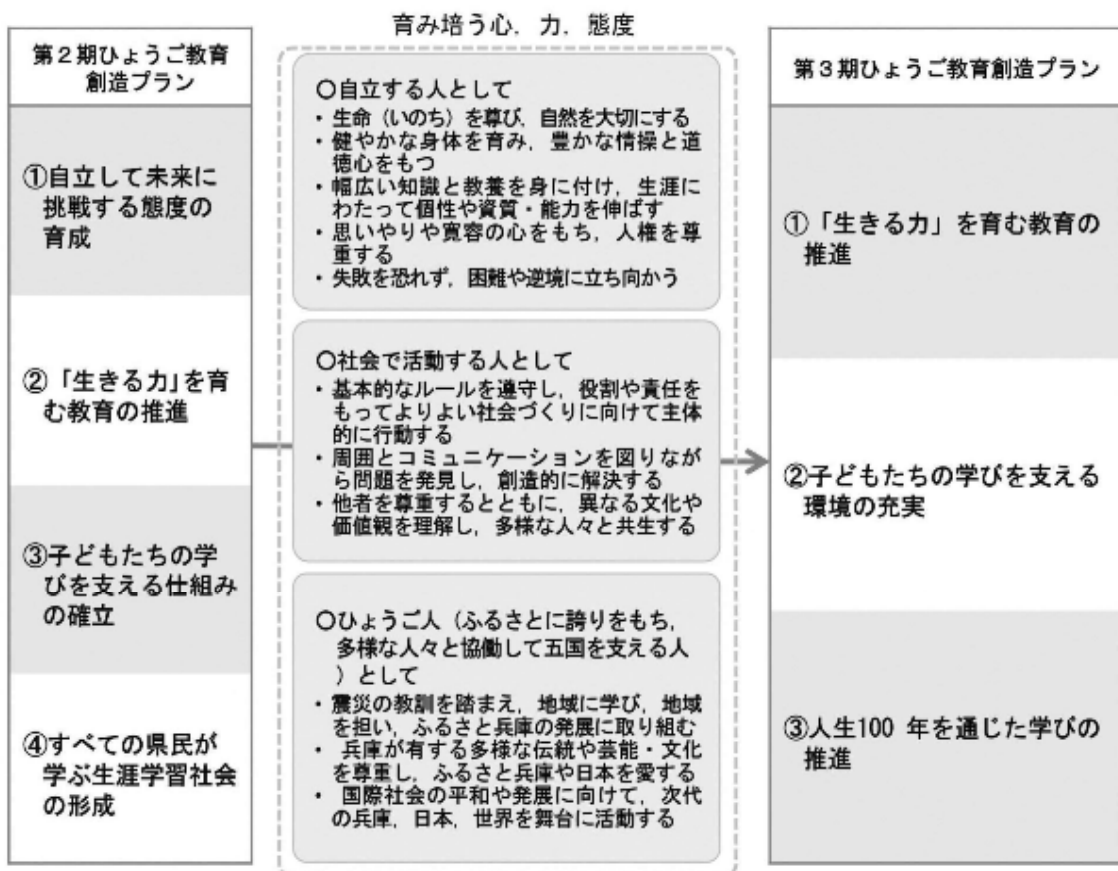 育み培う心，力，態度
第２期ひょうご教育
創造プラン
①自立して未来に
挑戦する態度の
育成
②「生きる力」を育
む教育の推進
③子どもたちの学
びを支える仕組み
の確立
④すべての県民が
学ぶ生涯学習社会
の形成
○自立する人として
・生命（いのち）を尊び，自然を大切にする
・健やかな身体を育み，豊かな情操と道
徳心をもつ
・幅広い知識と教養を身に付け，生涯に
わたって個性や資質・能力を伸ばす
・思いやりや寛容の心をもち，人権を尊
重する
・失敗を恐れず，困難や逆境に立ち向かう
○社会で活動する人として
・基本的なルールを遵守し，役割や責任を
もってよりよい社会づくりに向けて主体
的に行動する
・周囲とコミュニケーションを図りなが
ら問題を発見し，創造的に解決する
・他者を尊重するとともに，異なる文化や
価値観を理解し，多様な人々と共生する
○ひょうご人（ふるさとに誇りをもち，
多様な人々と協働して五国を支える人
）として
・震災の教訓を踏まえ，地域に学び，地域
を担い，ふるさと兵庫の発展に取り組む
・兵庫が有する多様な伝統や芸能・文化
を尊重し，ふるさと兵庫や日本を愛する
・国際社会の平和や発展に向けて，次代
の兵庫，日本，世界を舞台に活動する
第３期ひょうご教育創造プラン
①「生きる力」を育む教育の
推進
②子どもたちの学びを支える
環境の充実
③人生100 年を通じた学びの
推進